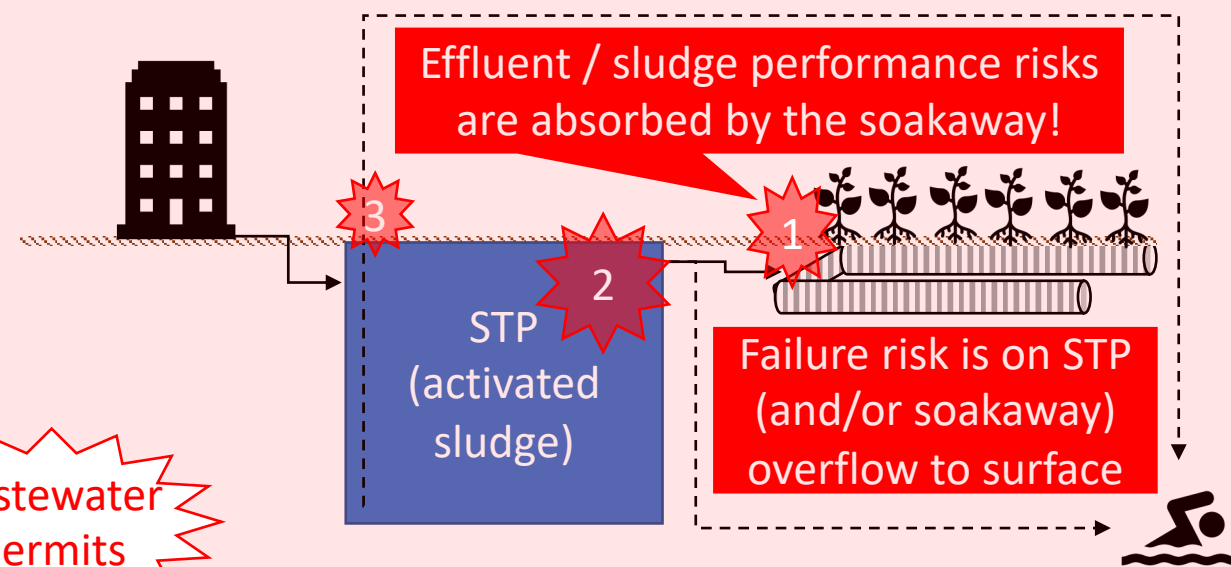 Effluent / sludge performance risks
are absorbed by the soakaway!
3
1
2
STP
(activated
sludge)
Failure risk is on STP
(and/or soakaway)
overflow to surface